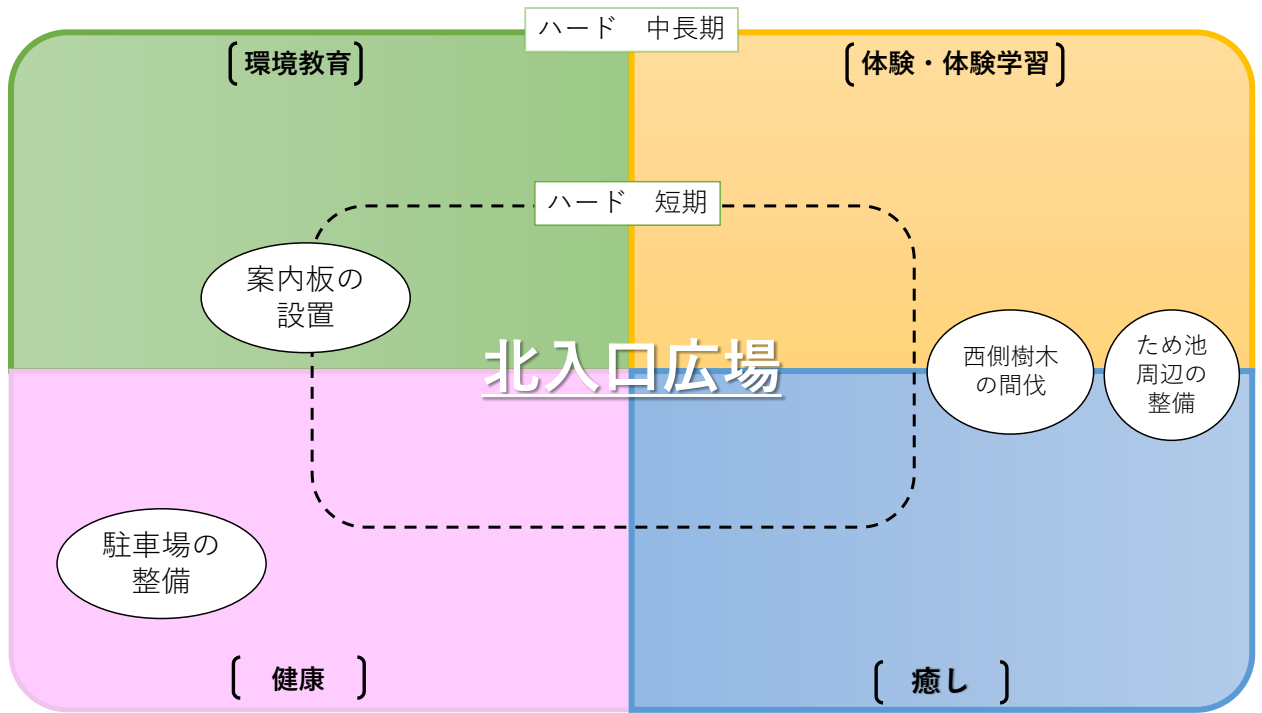 ハード　中長期
〔環境教育〕
〔体験・体験学習〕
ハード　短期
案内板の
設置
北入口広場
西側樹木
の間伐
ため池
周辺の
整備
駐車場の
整備
〔　健康　〕
〔　癒し　〕